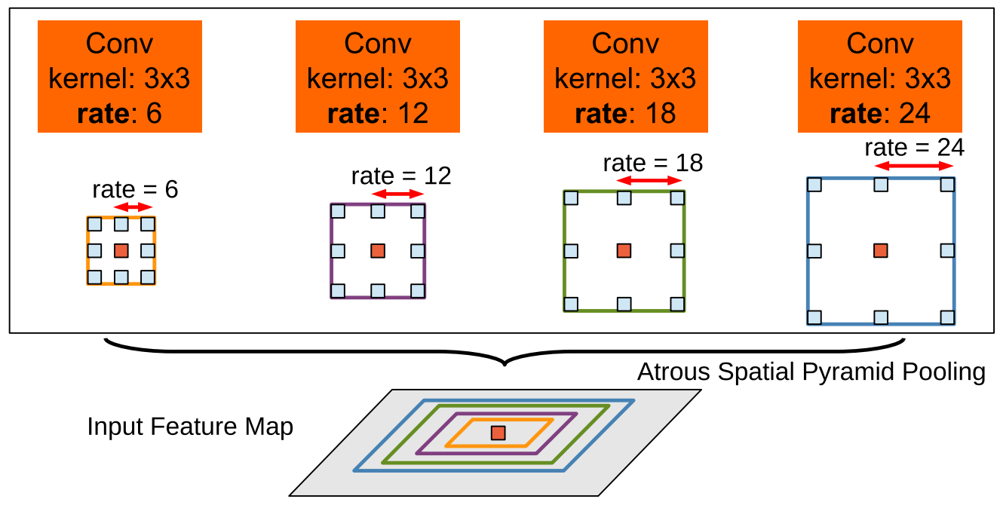 Conv
kernel: 3x3
rate: 6
Conv
kernel: 3x3
rate: 12
Conv
kernel: 3x3
rate: 18
Conv
kernel: 3x3
rate: 24
rate = 6
rate = 12
rate = 18
rate = 24
Atrous Spatial Pyramid Pooling
Input Feature Map